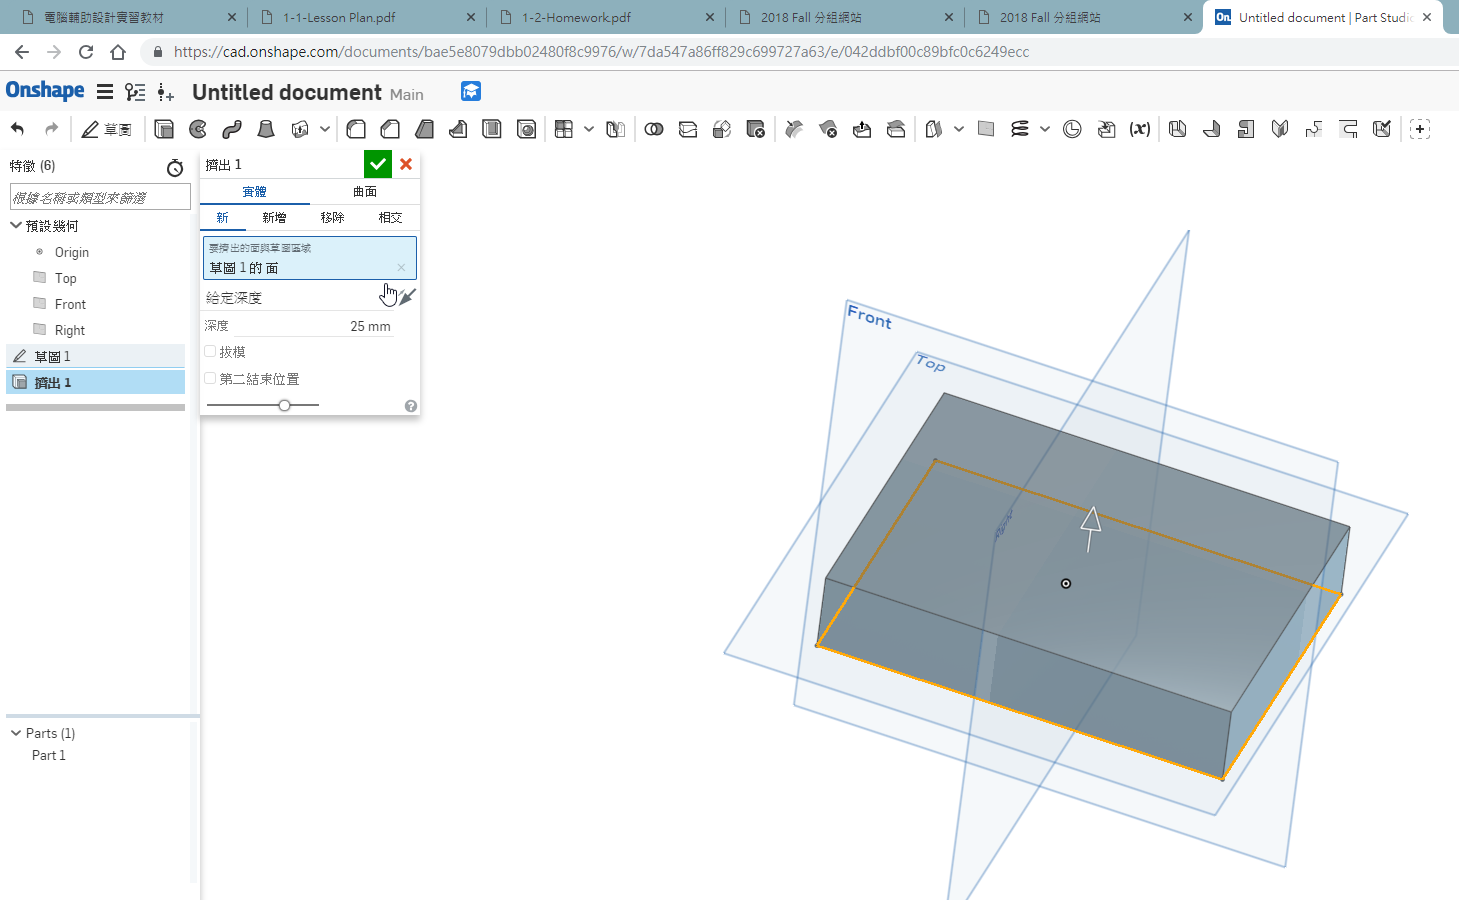 電腦輔助設計實習教材
1-1-Lesson Plan.pdf
1-2-Homework.pdf
2018 Fall 分組網站
2018 Fall 分組網站
Untitled document | Part Studio
https://cad.onshape.com/documents/bae5e8079dbb02480f8c9976/w/7da547a86ff829c699727a63/e/042ddbf00c89bfc0c6249ecc
Onshape
Untitled document Main
草圖
(x)
特徵 (6)
根據名稱或類型來篩選
預設幾何
Origin
Top
Front
Right
草圖 1
擠出 1
擠出 1
實體 曲面
新 新增 移除 相交
要擠出的面與草圖區域
草圖 1 的 面
給定深度
深度 25 mm
拔模
第二結束位置
Front
Top
Right
Parts (1)
Part 1